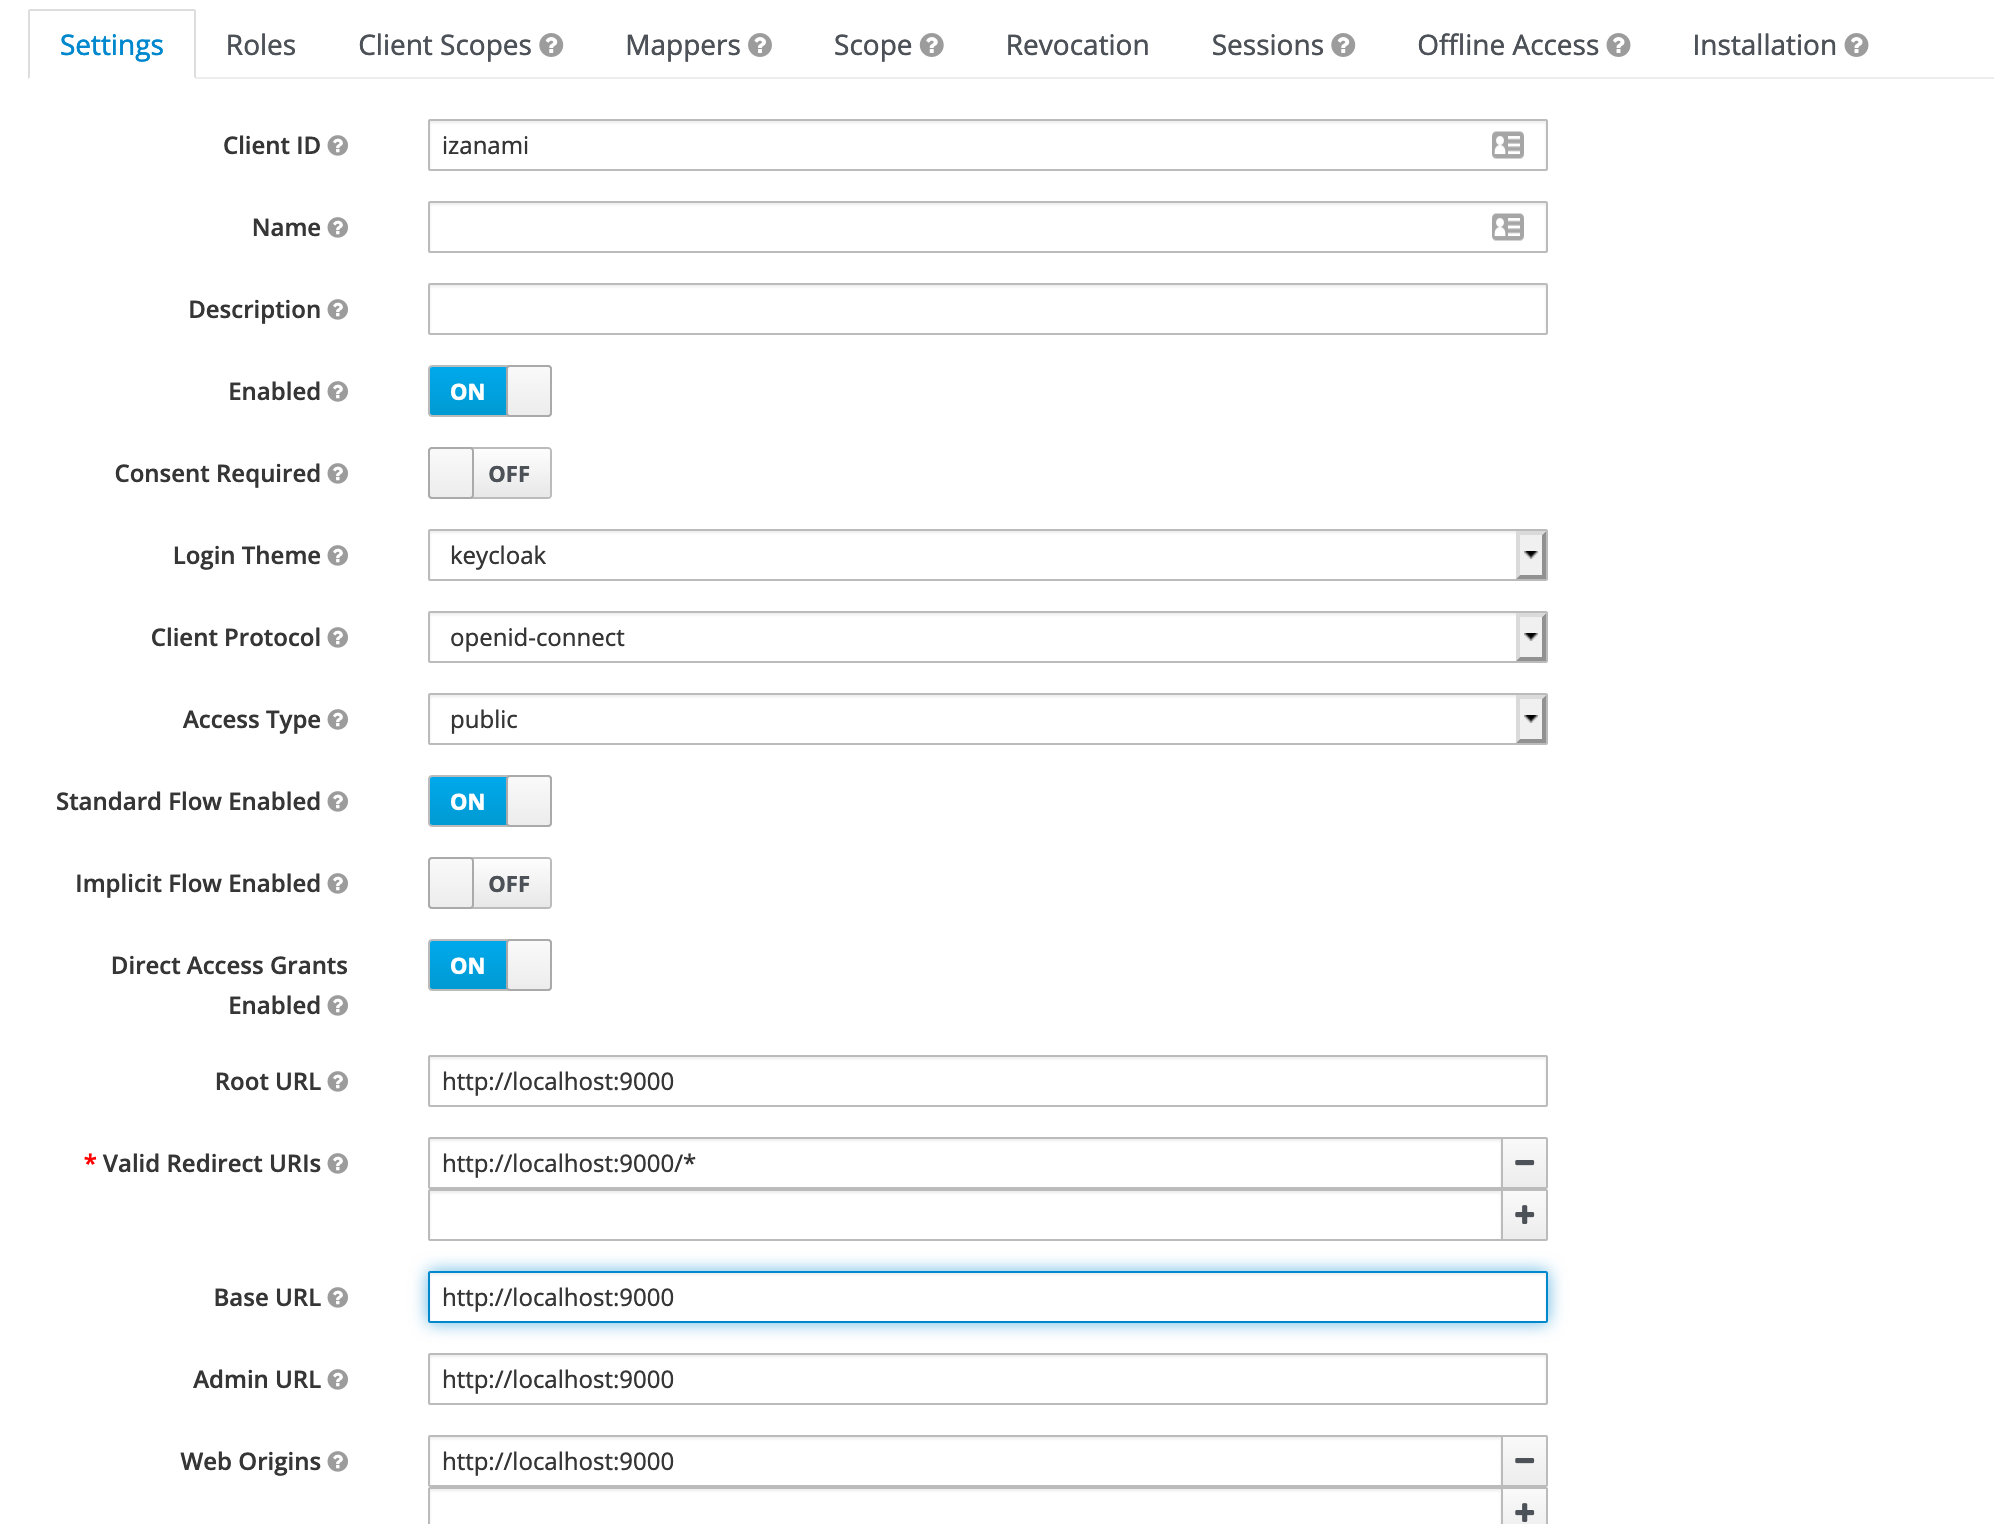 Settings Roles Client Scopes Mappers Scope Revocation Sessions Offline Access Installation
Client ID izanami
Name
Description
Enabled ON
Consent Required OFF
Login Theme keycloak
Client Protocol openid-connect
Access Type public
Standard Flow Enabled ON
Implicit Flow Enabled OFF
Direct Access Grants ON
Enabled
Root URL http://localhost:9000
* Valid Redirect URIs http://localhost:9000/*
Base URL http://localhost:9000
Admin URL http://localhost:9000
Web Origins http://localhost:9000